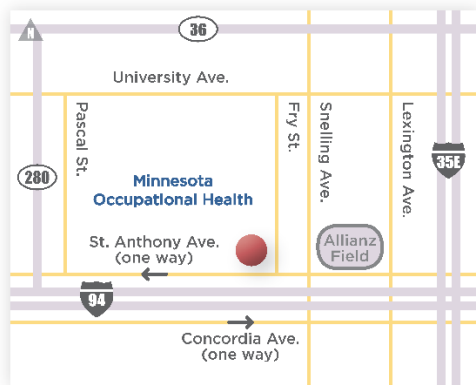 N
36
University Ave.
Pascal St.
Fry St.
Snelling Ave.
Lexington Ave.
35E
280
Minnesota
Occupational Health
St. Anthony Ave.
(one way)
Allianz
Field
94
Concordia Ave.
(one way)